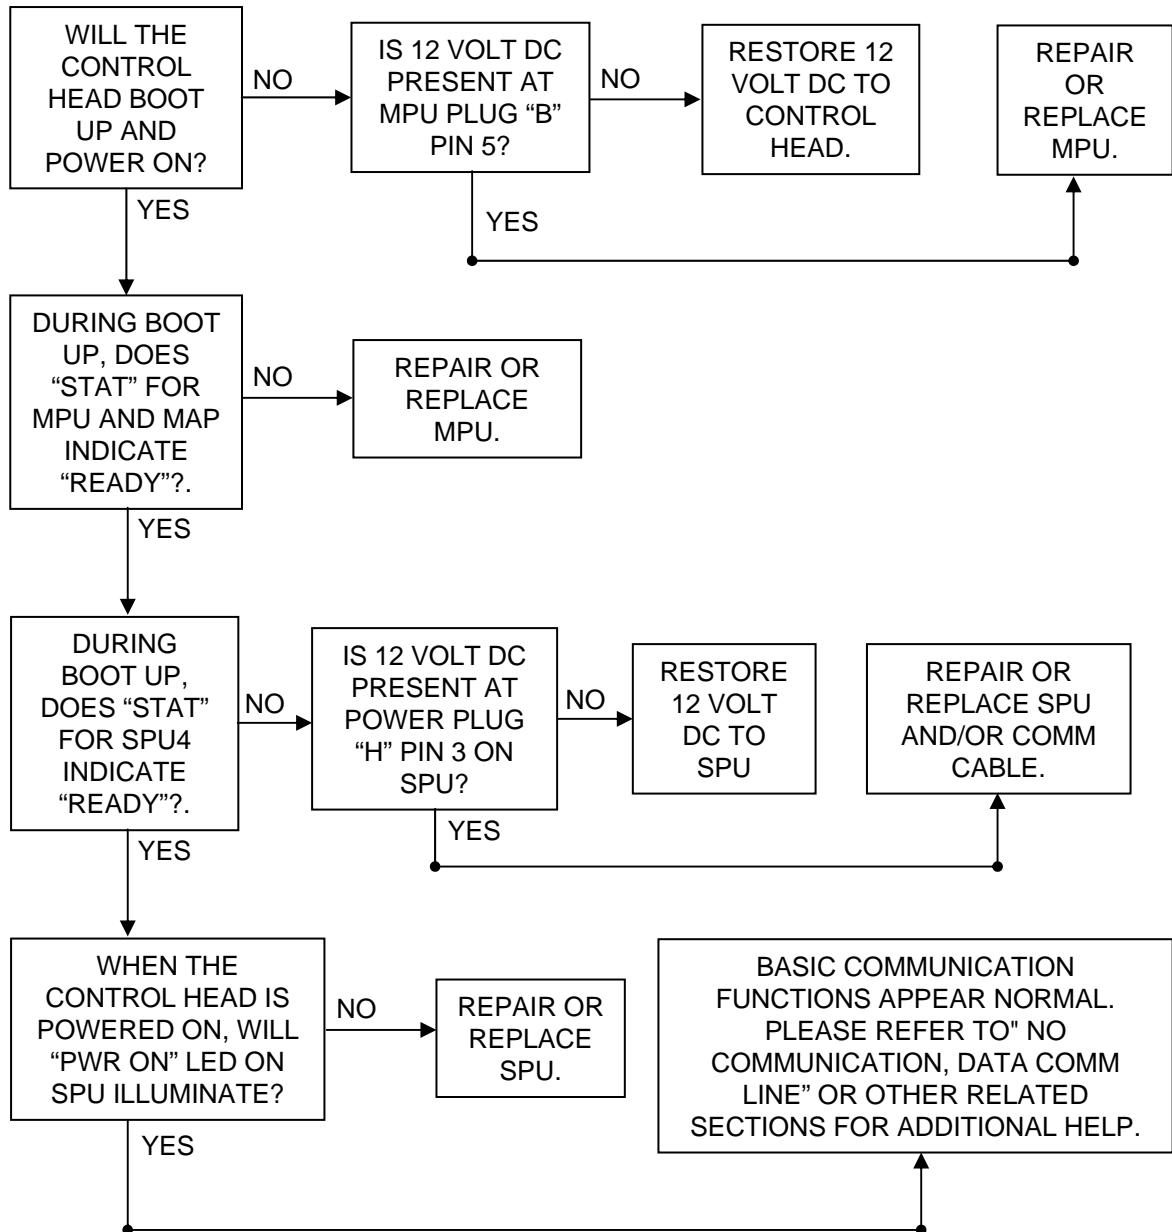 WILL THE
CONTROL
HEAD BOOT
UP AND
POWER ON?
NO
IS 12 VOLT DC
PRESENT AT
MPU PLUG “B”
PIN 5?
NO
RESTORE 12
VOLT DC TO
CONTROL
HEAD.
REPAIR
OR
REPLACE
MPU.
YES
YES
DURING BOOT
UP, DOES
“STAT” FOR
MPU AND MAP
INDICATE
“READY”?.
NO
REPAIR OR
REPLACE
MPU.
YES
DURING
BOOT UP,
DOES “STAT”
FOR SPU4
INDICATE
“READY”?.
NO
IS 12 VOLT DC
PRESENT AT
POWER PLUG
“H” PIN 3 ON
SPU?
NO
RESTORE
12 VOLT
DC TO
SPU
REPAIR OR
REPLACE SPU
AND/OR COMM
CABLE.
YES
YES
WHEN THE
CONTROL HEAD IS
POWERED ON, WILL
“PWR ON” LED ON
SPU ILLUMINATE?
NO
REPAIR OR
REPLACE
SPU.
BASIC COMMUNICATION
FUNCTIONS APPEAR NORMAL.
PLEASE REFER TO" NO
COMMUNICATION, DATA COMM
LINE” OR OTHER RELATED
SECTIONS FOR ADDITIONAL HELP.
YES